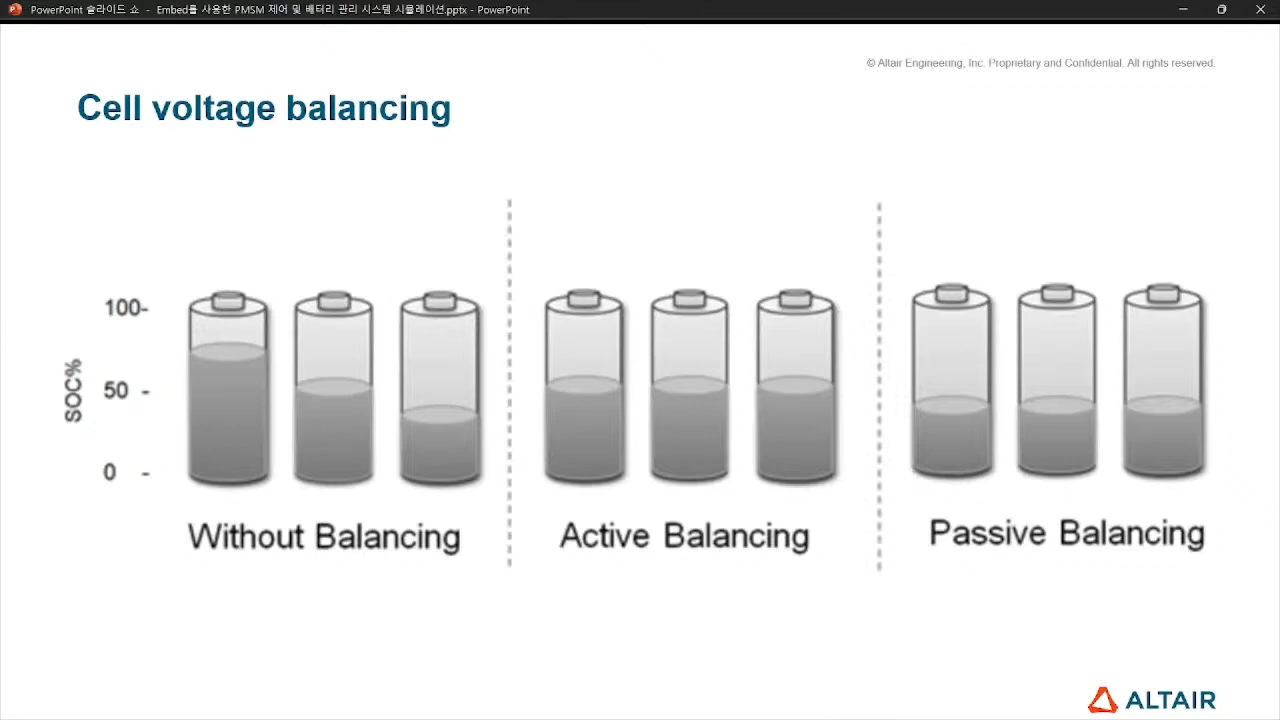 PowerPoint 슬라이드 쇼 - Embed를 사용한 PMSM 제어 및 배터리 관리 시스템 시뮬레이션.pptx - PowerPoint
© Altair Engineering, Inc. Proprietary and Confidential. All rights reserved.
Cell voltage balancing
SOC%
100-
50 -
0 -
Without Balancing
Active Balancing
Passive Balancing
ALTAIR